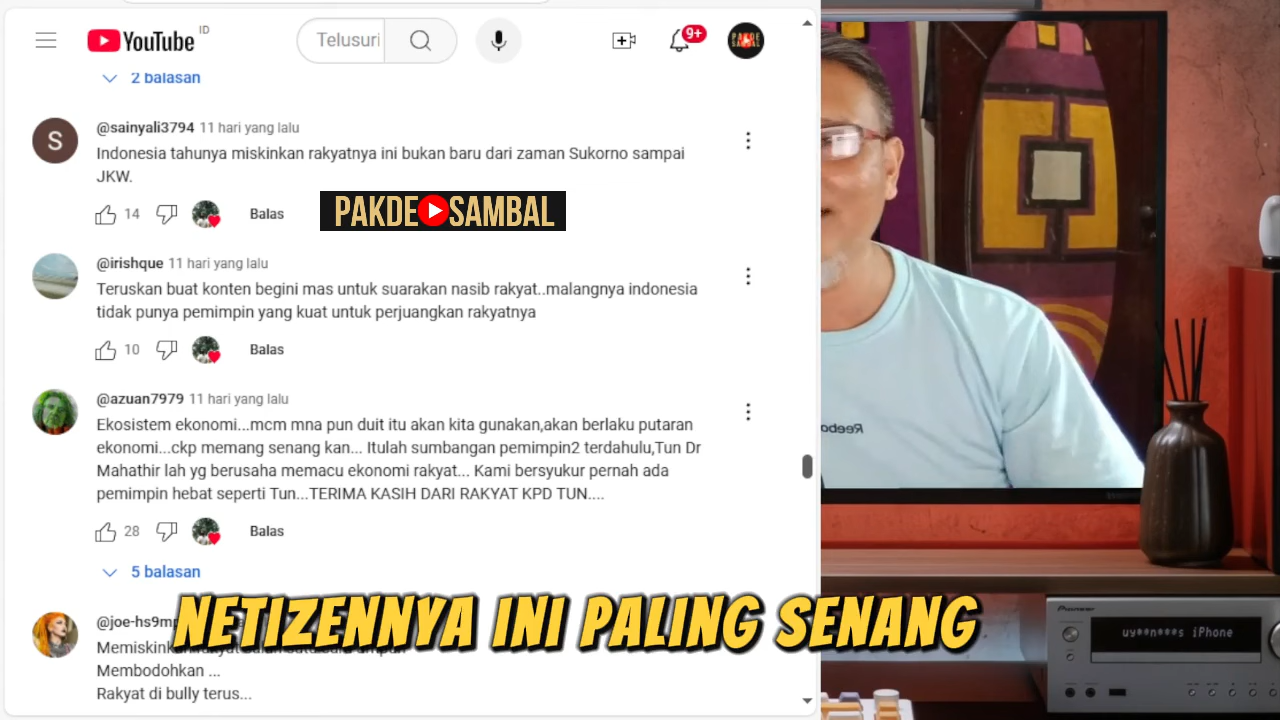 YouTube ID
Telusuri
9+
PAKDE SAMBAL
2 balasan
S
@sainyali3794 11 hari yang lalu
Indonesia tahunya miskinkan rakyatnya ini bukan baru dari zaman Sukorno sampai
JKW.
14 Balas
PAKDE SAMBAL
@irishque 11 hari yang lalu
Teruskan buat konten begini mas untuk suarakan nasib rakyat..malangnya indonesia
tidak punya pemimpin yang kuat untuk perjuangkan rakyatnya
10 Balas
@azuan7979 11 hari yang lalu
Ekosistem ekonomi...mcm mna pun duit itu akan kita gunakan,akan berlaku putaran
ekonomi...ckp memang senang kan... Itulah sumbangan pemimpin2 terdahulu,Tun Dr
Mahathir lah yg berusaha memacu ekonomi rakyat... Kami bersyukur pernah ada
pemimpin hebat seperti Tun...TERIMA KASIH DARI RAKYAT KPD TUN....
28 Balas
5 balasan
NETIZENNYA INI PALING SENANG
Membodohkan ...
Rakyat di bully terus...
Reebo
Pioneer
uy**n***s iPhone